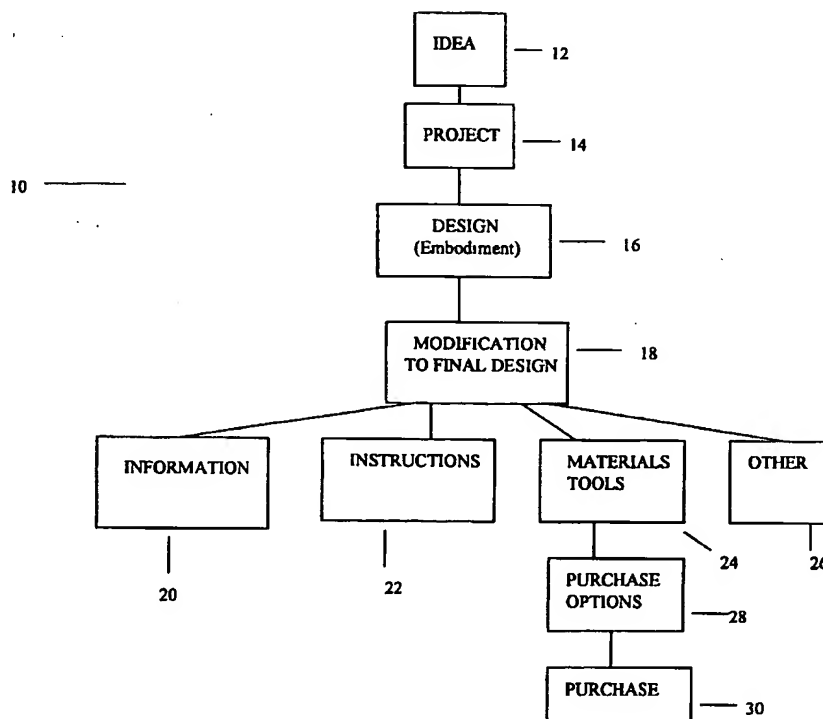 IDEA
12
PROJECT
14
10
DESIGN
(Embodiment)
16
MODIFICATION
TO FINAL DESIGN
18
INFORMATION
INSTRUCTIONS
MATERIALS
TOOLS
OTHER
20
22
24
26
PURCHASE
OPTIONS
28
PURCHASE
30